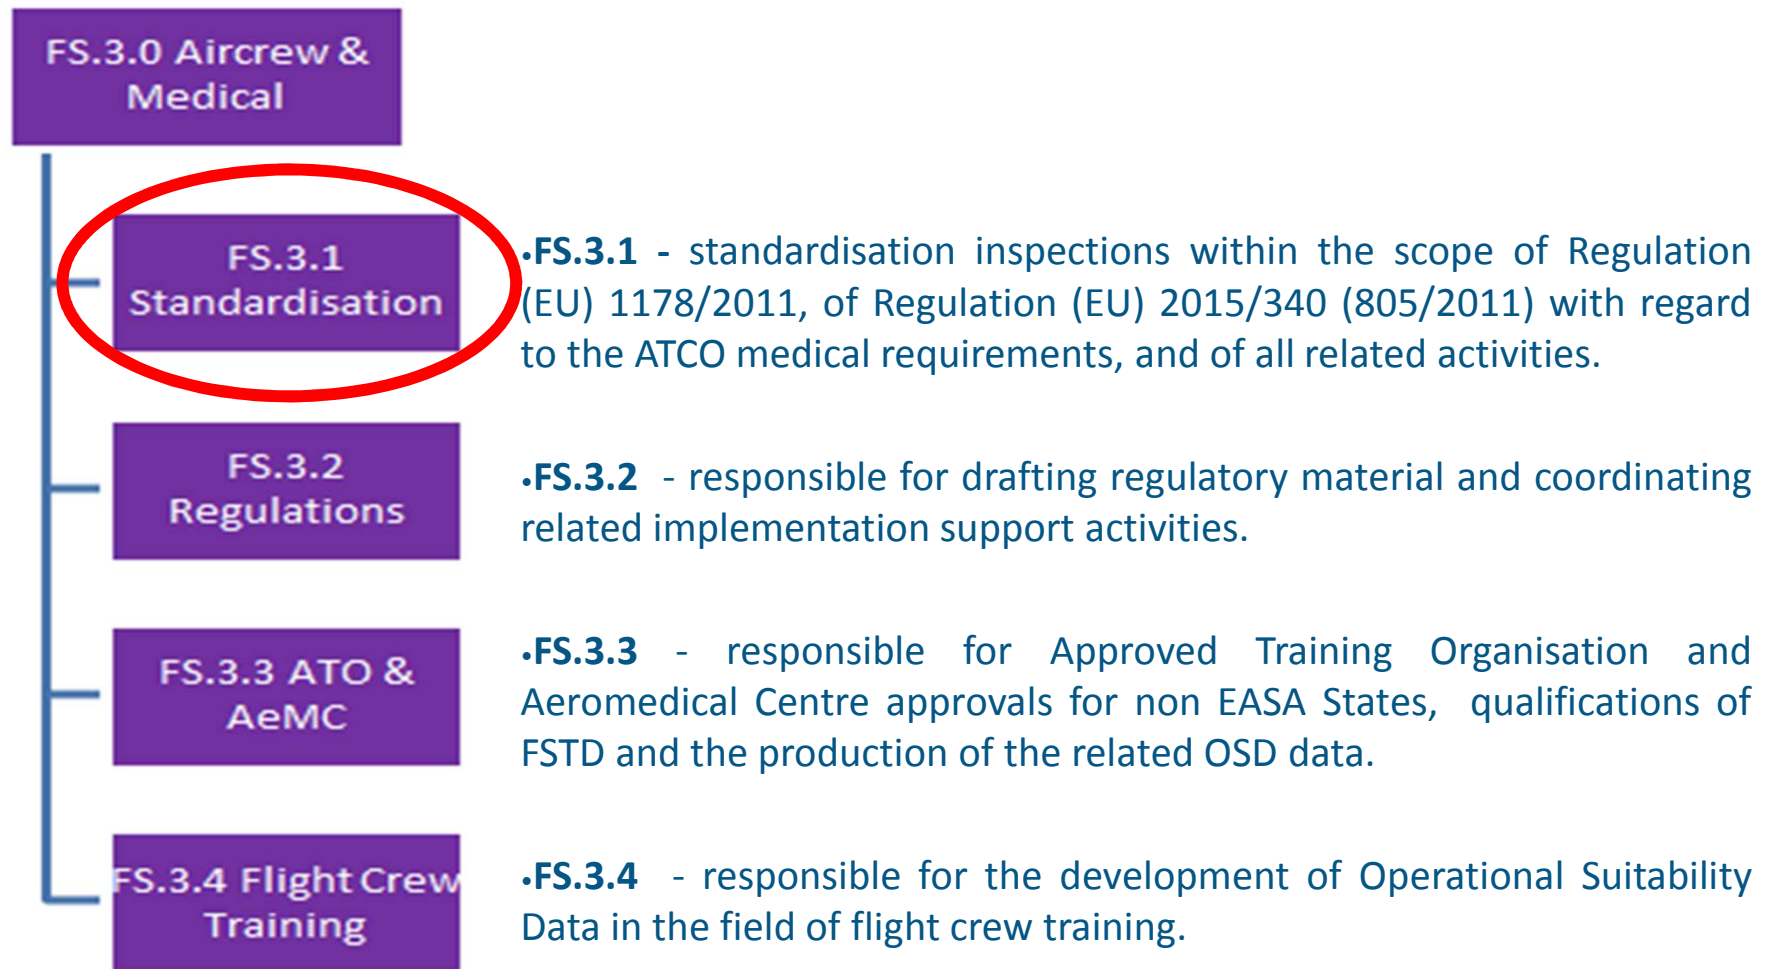 FS.3.0 Aircrew &
Medical
FS.3.1
Standardisation
•FS.3.1 - standardisation inspections within the scope of Regulation
(EU) 1178/2011, of Regulation (EU) 2015/340 (805/2011) with regard
to the ATCO medical requirements, and of all related activities.
FS.3.2
Regulations
•FS.3.2 - responsible for drafting regulatory material and coordinating
related implementation support activities.
FS.3.3 ATO &
AeMC
•FS.3.3 - responsible for Approved Training Organisation and
Aeromedical Centre approvals for non EASA States, qualifications of
FSTD and the production of the related OSD data.
FS.3.4 Flight Crew
Training
•FS.3.4 - responsible for the development of Operational Suitability
Data in the field of flight crew training.